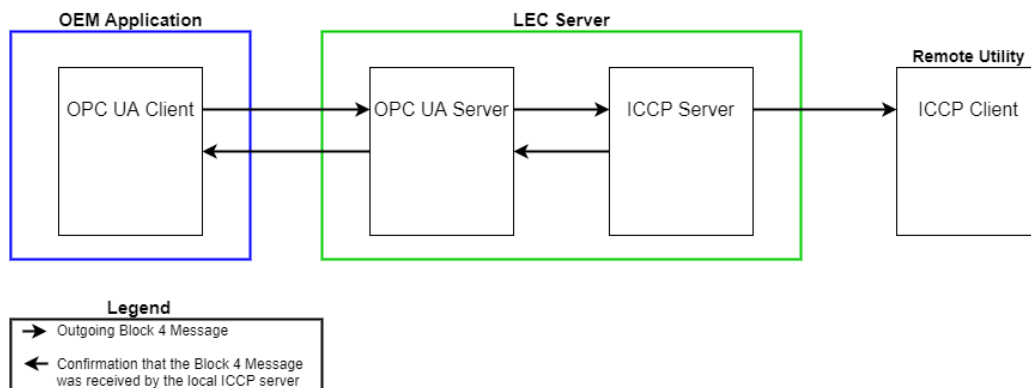 OEM Application
LEC Server
Remote Utility
OPC UA Client
OPC UA Server
ICCP Server
ICCP Client
Legend
Outgoing Block 4 Message
Confirmation that the Block 4 Message
was received by the local ICCP server